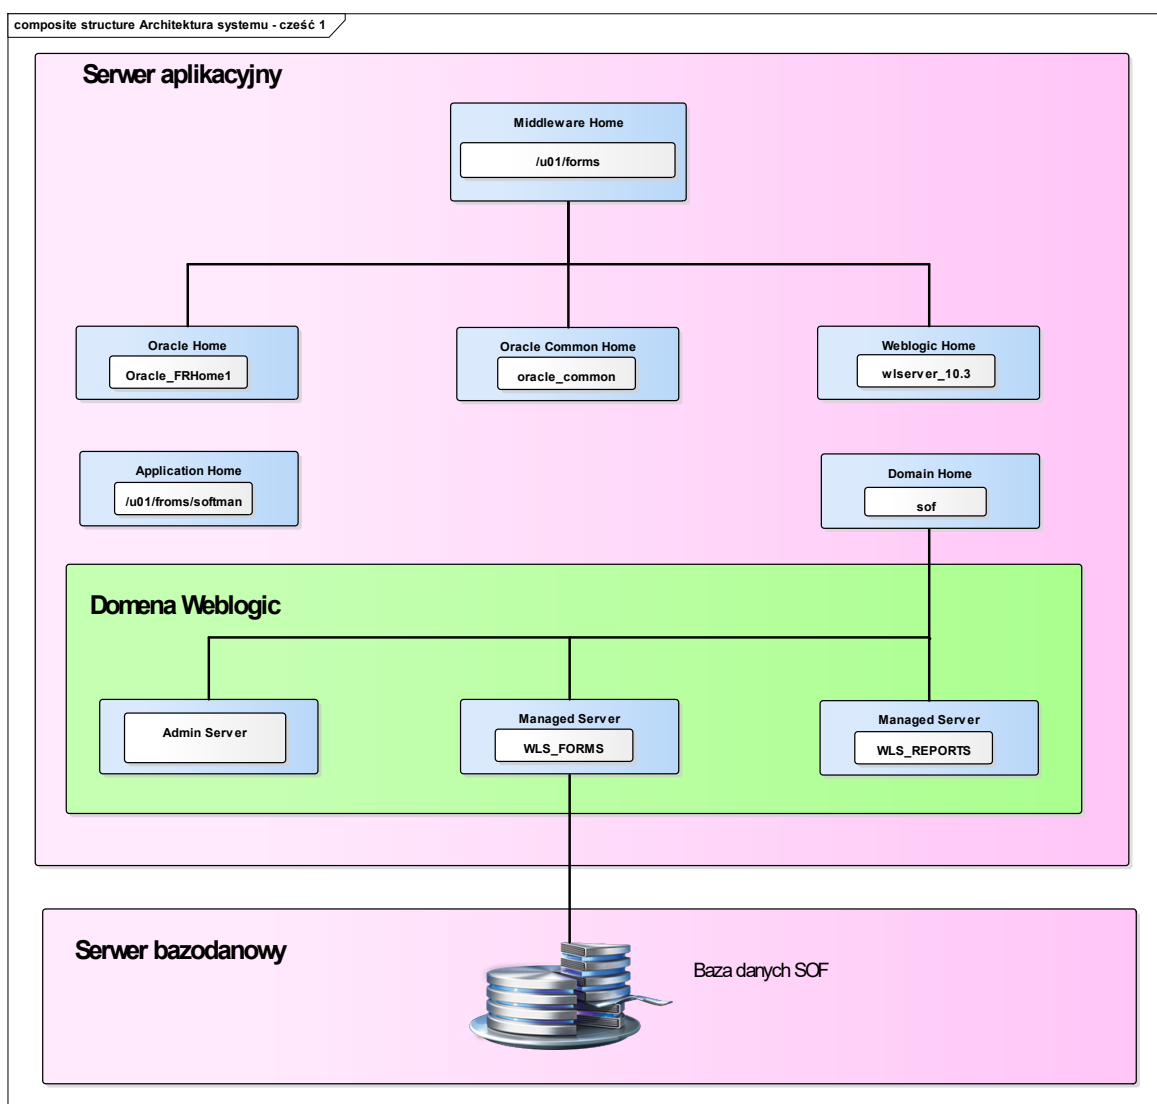 composite structure Architektura systemu - cześć 1
Serwer aplikacyjny
Middleware Home
/u01/forms
Oracle Home
Oracle_FRHome1
Oracle Common Home
oracle_common
Weblogic Home
wlserver_10.3
Application Home
/u01/froms/softman
Domain Home
sof
Domena Weblogic
Admin Server
Managed Server
WLS_FORMS
Managed Server
WLS_REPORTS
Serwer bazodanowy
Baza danych SOF